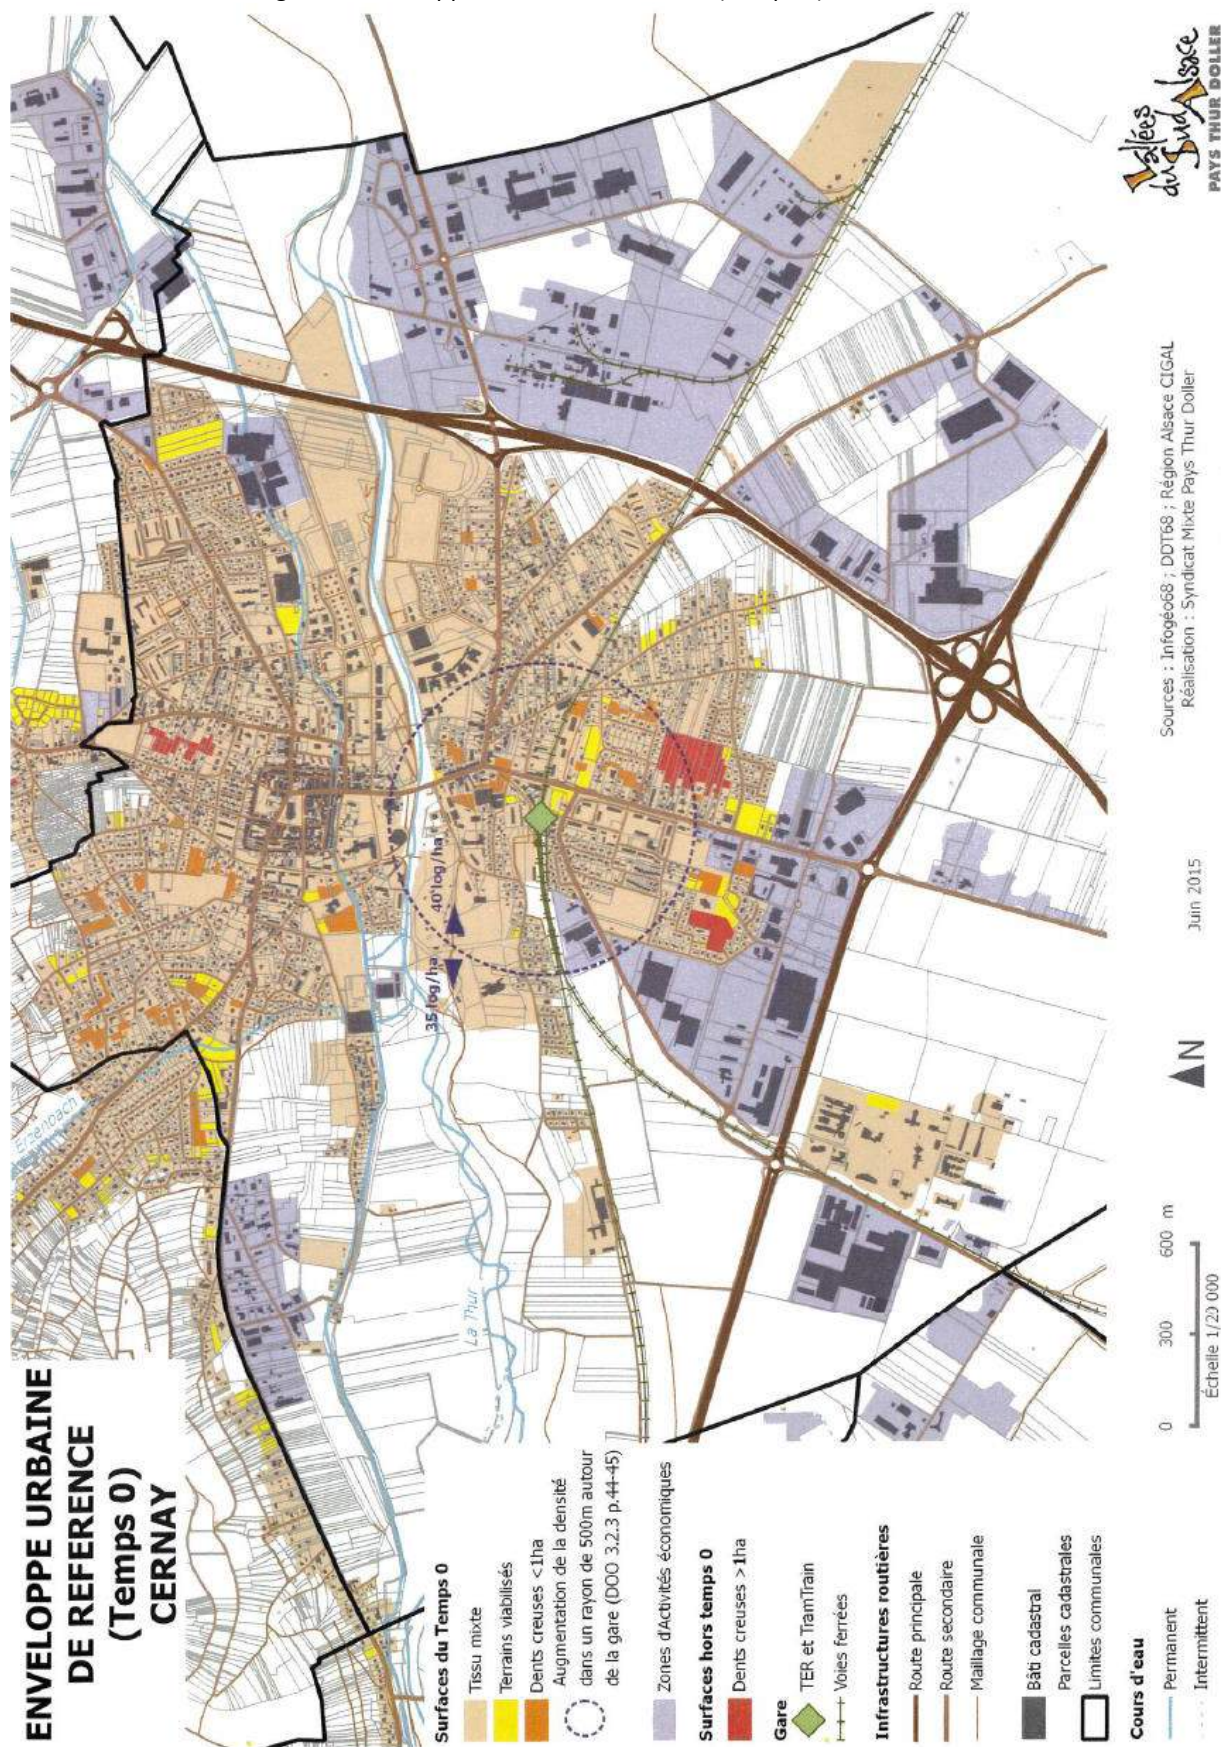 ENVELOPPE URBAINE
DE REFERENCE
(Temps 0)
CERNAY
Surfaces du Temps 0
Tissu mixte
Terrains viabilisés
Dents creuses <1ha
Augmentation de la densité
dans un rayon de 500m autour
de la gare (DOO 3.2.3 p.44-45)
Zones d'Activités économiques
Surfaces hors temps 0
Dents creuses >1ha
Gare
TER et TramTrain
Voies ferrées
Infrastructures routières
Route principale
Route secondaire
Maillage communale
Bâti cadastral
Parcelles cadastrales
Limites communales
Cours d'eau
Permanent
Intermittent
Erzenbach
La Thur
35 log/ha
40 log/ha
0 300 600 m
Échelle 1/20 000
N
Juin 2015
Sources : Infogéo68 ; DDT68 ; Région Alsace CIGAL
Réalisation : Syndicat Mixte Pays Thur Doller
Vallées
du Sud Alsace
PAYS THUR DOLLER